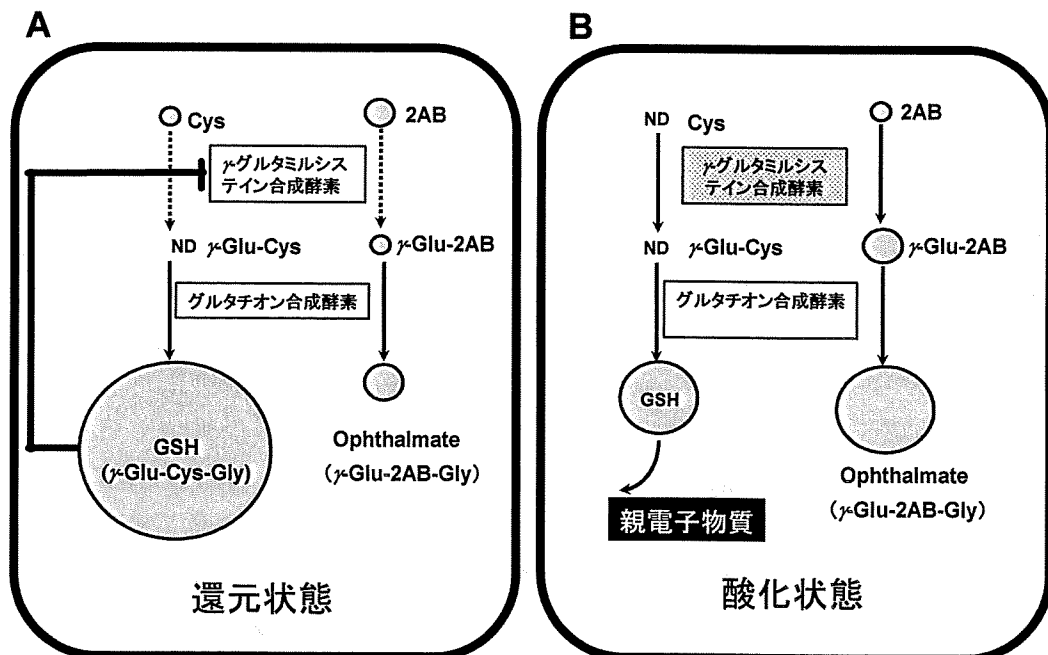 A
Cys
2AB
γ-グルタミルシス
テイン合成酵素
ND γ-Glu-Cys
γ-Glu-2AB
グルタチオン合成酵素
GSH
(γ-Glu-Cys-Gly)
Ophthalmate
(γ-Glu-2AB-Gly)
還元状態
B
ND Cys
2AB
γ-グルタミルシス
テイン合成酵素
ND γ-Glu-Cys
γ-Glu-2AB
グルタチオン合成酵素
GSH
Ophthalmate
(γ-Glu-2AB-Gly)
親電子物質
酸化状態